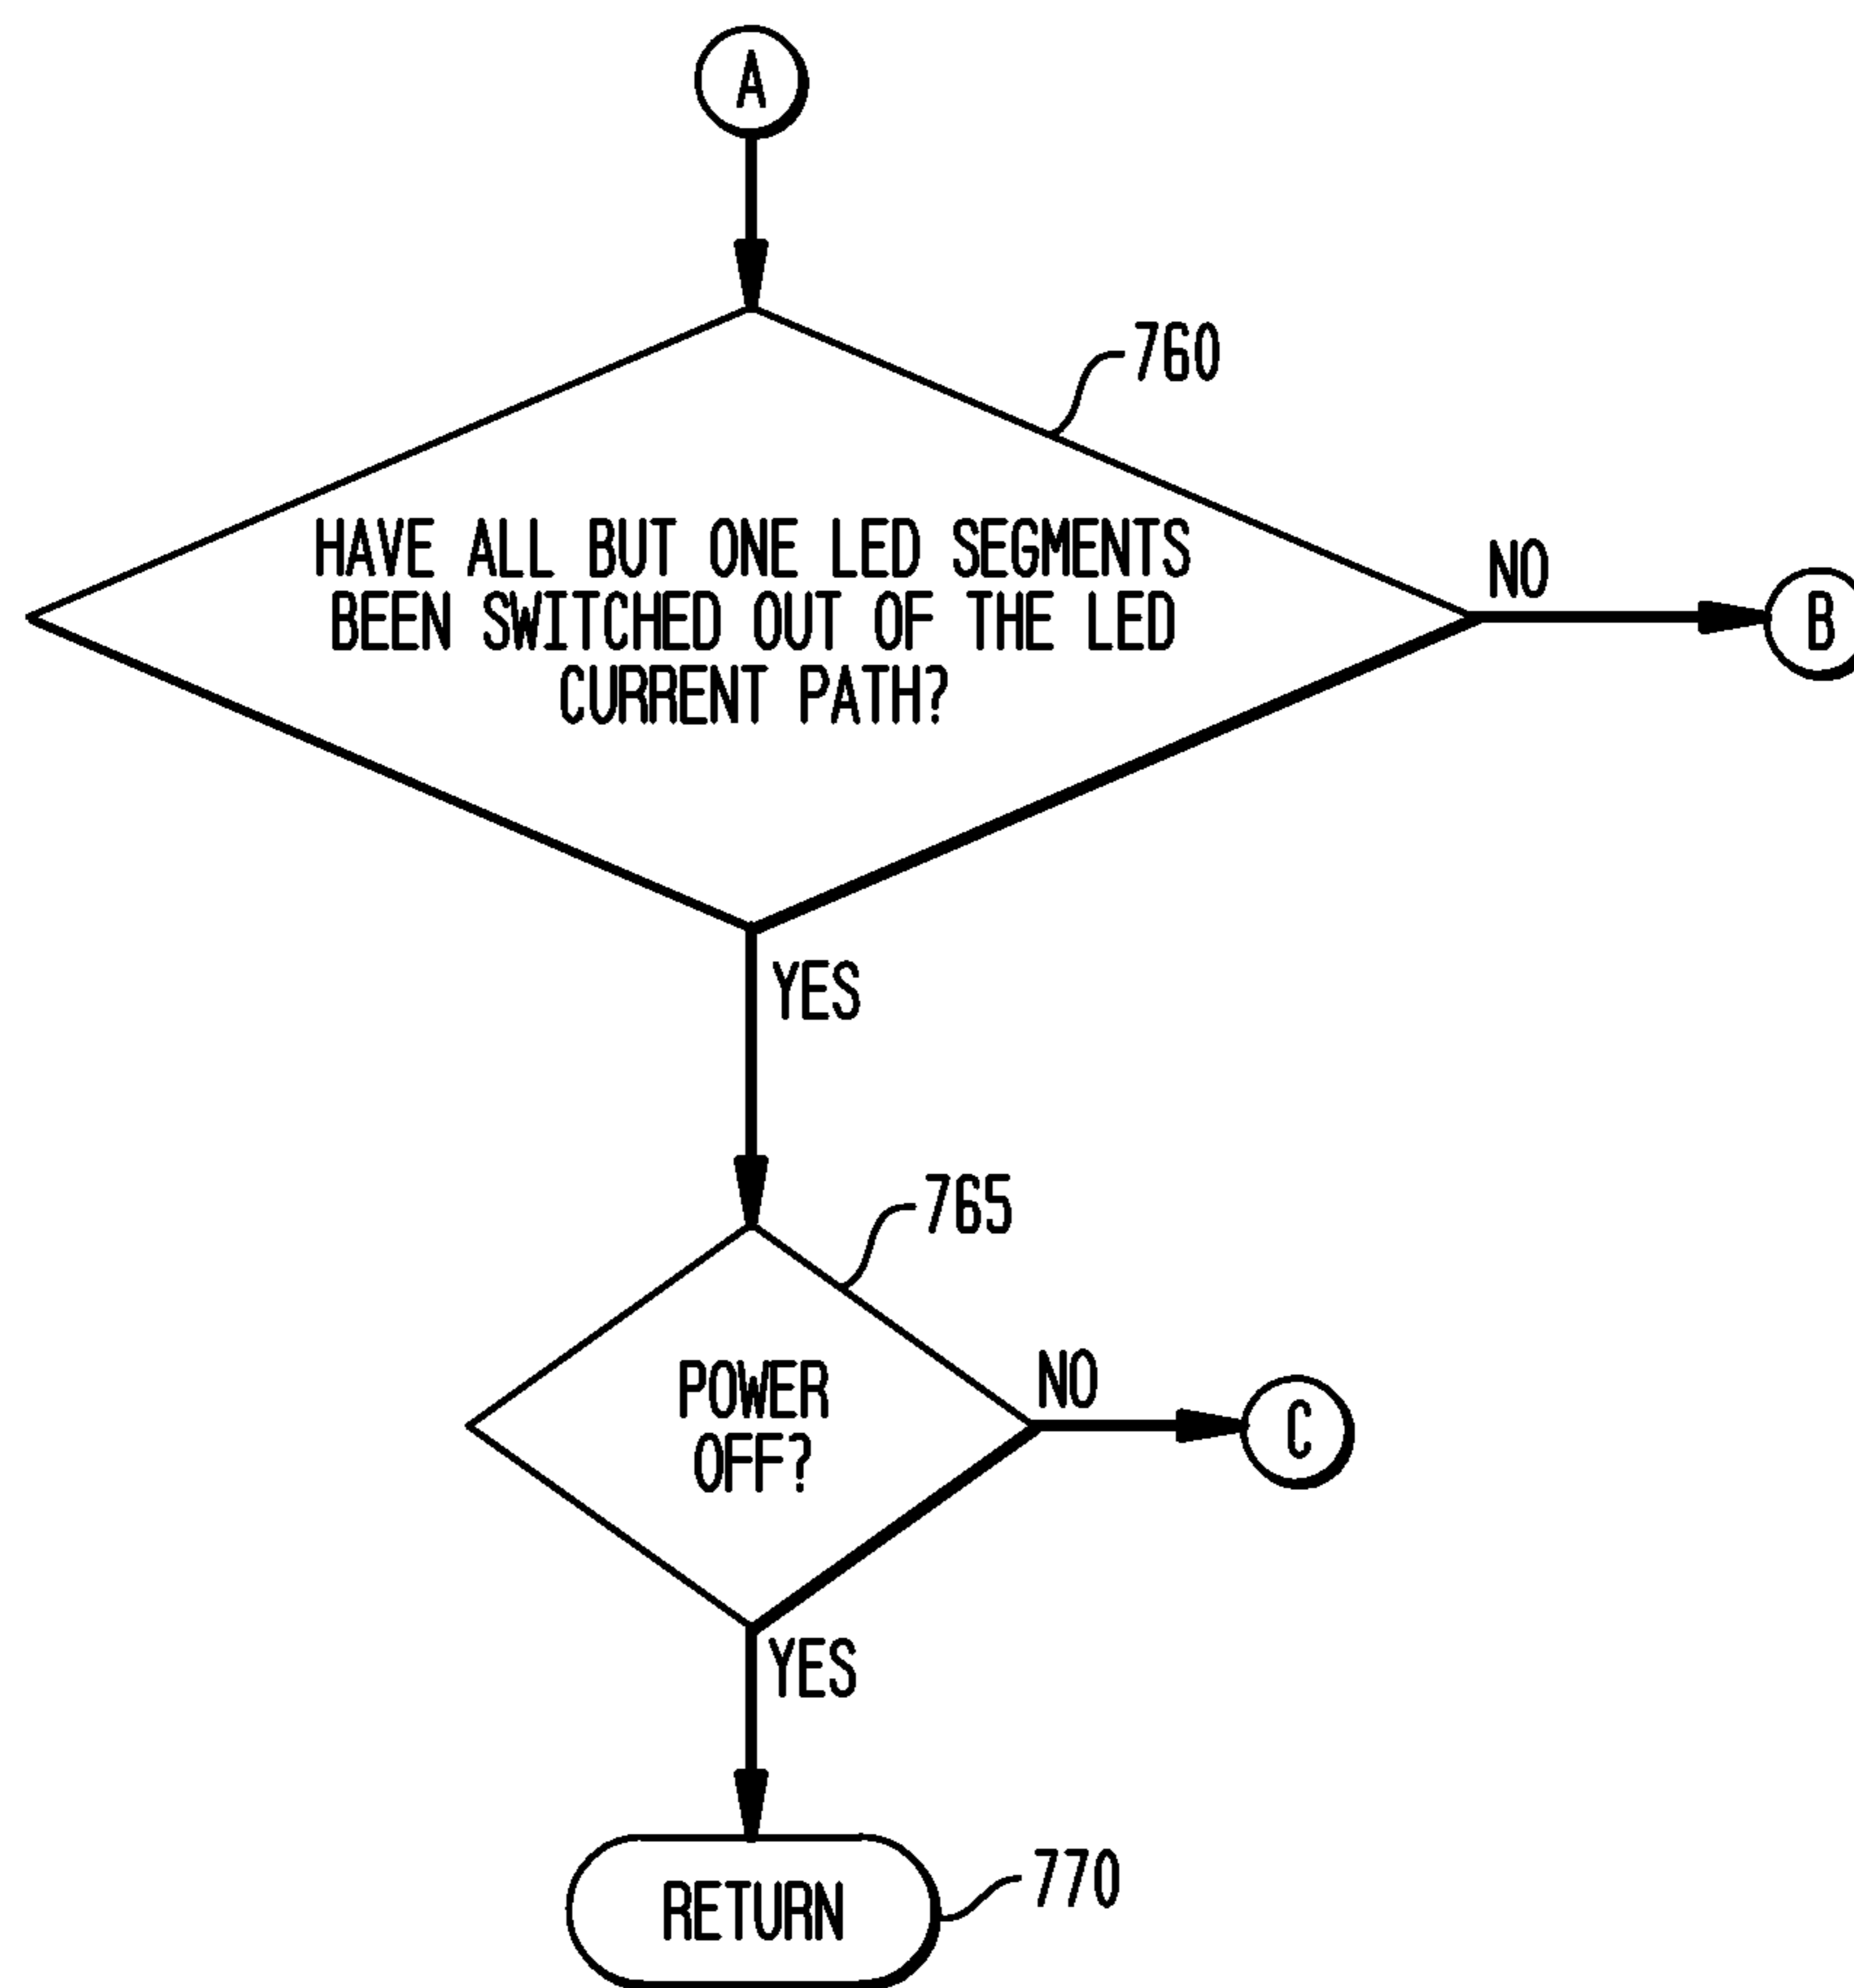 A
760
HAVE ALL BUT ONE LED SEGMENTS
BEEN SWITCHED OUT OF THE LED
CURRENT PATH?
NO
B
YES
765
POWER
OFF?
NO
C
YES
RETURN
770